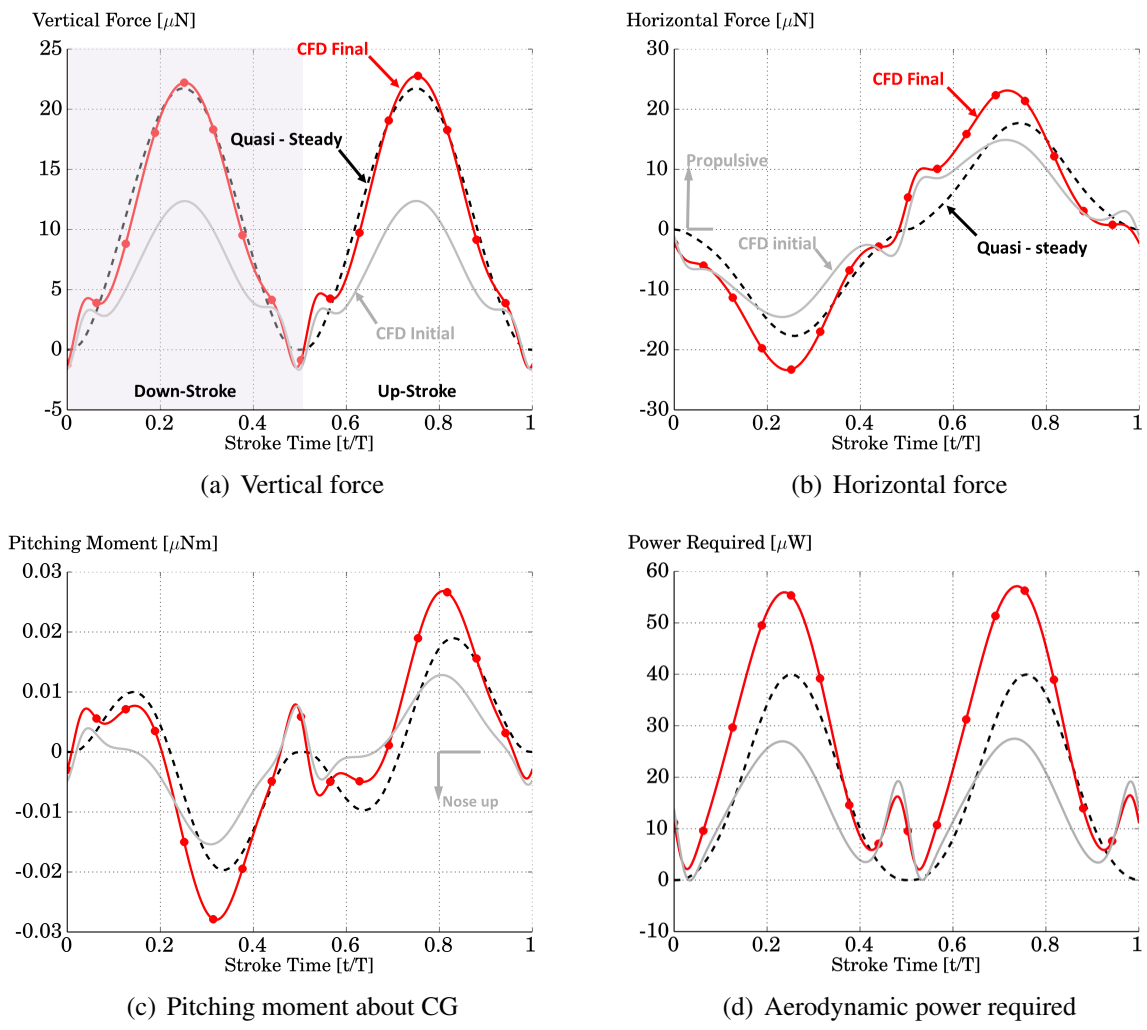 Vertical Force [μN]
25
20
15
10
5
0
-5
0
0.2
0.4
0.6
0.8
1
CFD Final
Quasi - Steady
CFD Initial
Down-Stroke
Up-Stroke
Stroke Time [t/T]
(a) Vertical force
Horizontal Force [μN]
30
20
10
0
-10
-20
-30
0
0.2
0.4
0.6
0.8
1
CFD Final
Propulsive
CFD initial
Quasi - steady
Stroke Time [t/T]
(b) Horizontal force
Pitching Moment [μNm]
0.03
0.02
0.01
0
-0.01
-0.02
-0.03
0
0.2
0.4
0.6
0.8
1
Nose up
Stroke Time [t/T]
(c) Pitching moment about CG
Power Required [μW]
60
50
40
30
20
10
0
-10
0
0.2
0.4
0.6
0.8
1
Stroke Time [t/T]
(d) Aerodynamic power required